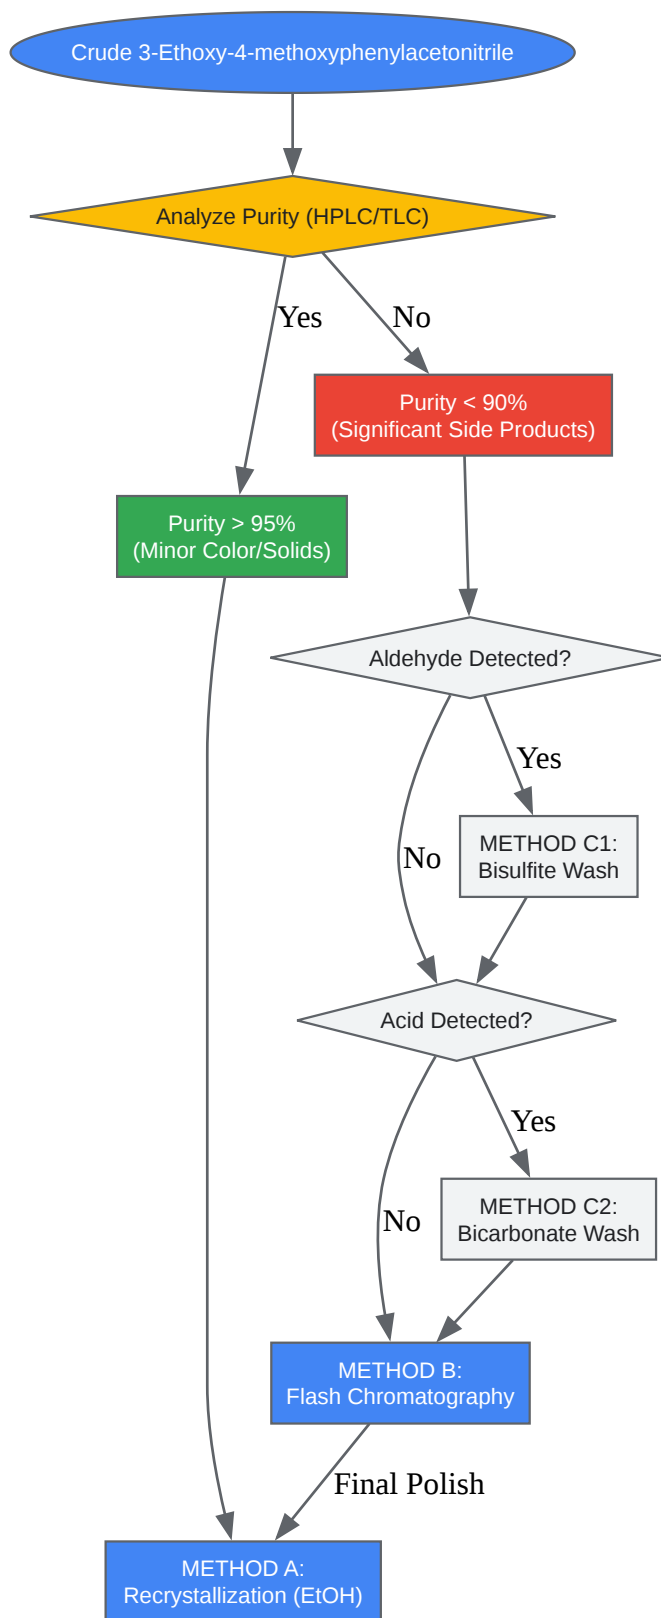 Crude 3-Ethoxy-4-methoxyphenylacetonitrile
Analyze Purity (HPLC/TLC)
Yes
No
Purity < 90%
(Significant Side Products)
Purity > 95%
(Minor Color/Solids)
Aldehyde Detected?
Yes
METHOD C1:
Bisulfite Wash
No
Acid Detected?
Yes
METHOD C2:
Bicarbonate Wash
No
METHOD B:
Flash Chromatography
Final Polish
METHOD A:
Recrystallization (EtOH)